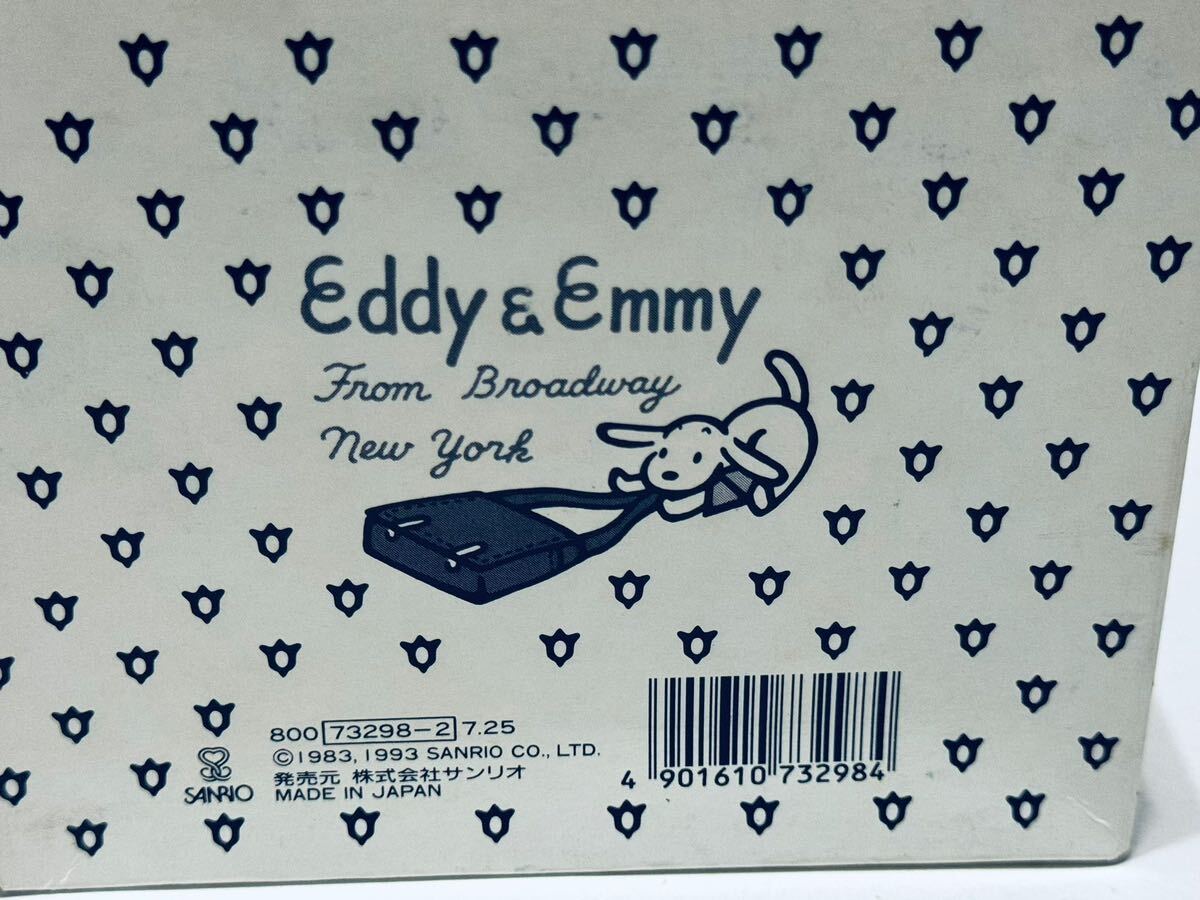 Eddy & Emmy
From Broadway
New York
800 73298-2 7.25
©1983, 1993 SANRIO CO., LTD.
発売元 株式会社サンリオ
MADE IN JAPAN
SANRIO
4 901610 732984